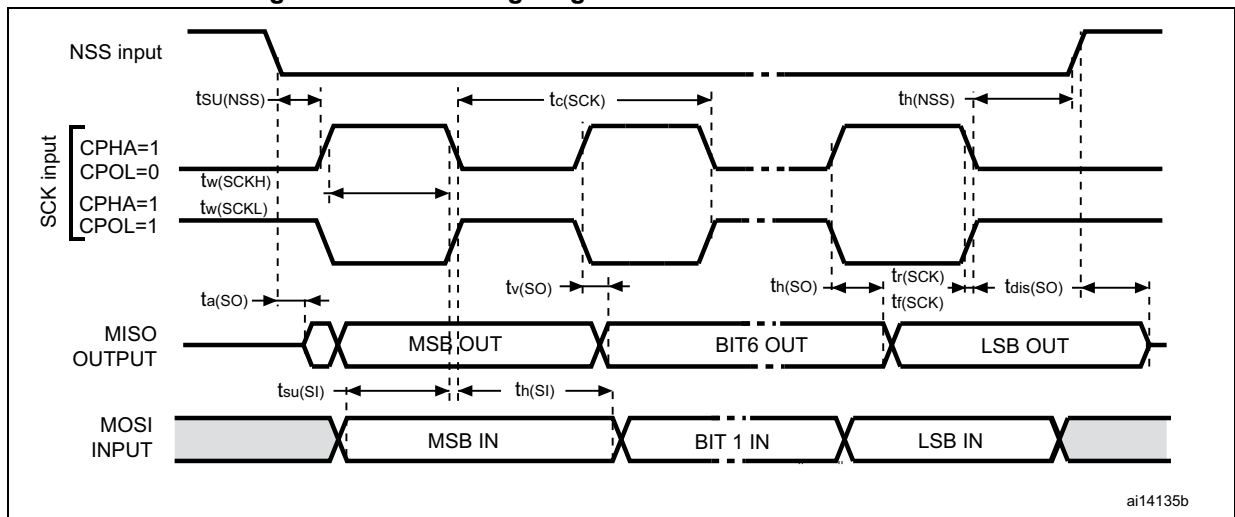 NSS input
tSU(NSS)
tc(SCK)
th(NSS)
SCK input
CPHA=1
CPOL=0
tw(SCKH)
CPHA=1
tw(SCKL)
CPOL=1
ta(SO)
tv(SO)
th(SO)
tr(SCK)
tf(SCK)
tdis(SO)
MISO
OUTPUT
MSB OUT
BIT6 OUT
LSB OUT
tsu(SI)
th(SI)
MOSI
INPUT
MSB IN
BIT 1 IN
LSB IN
ai14135b